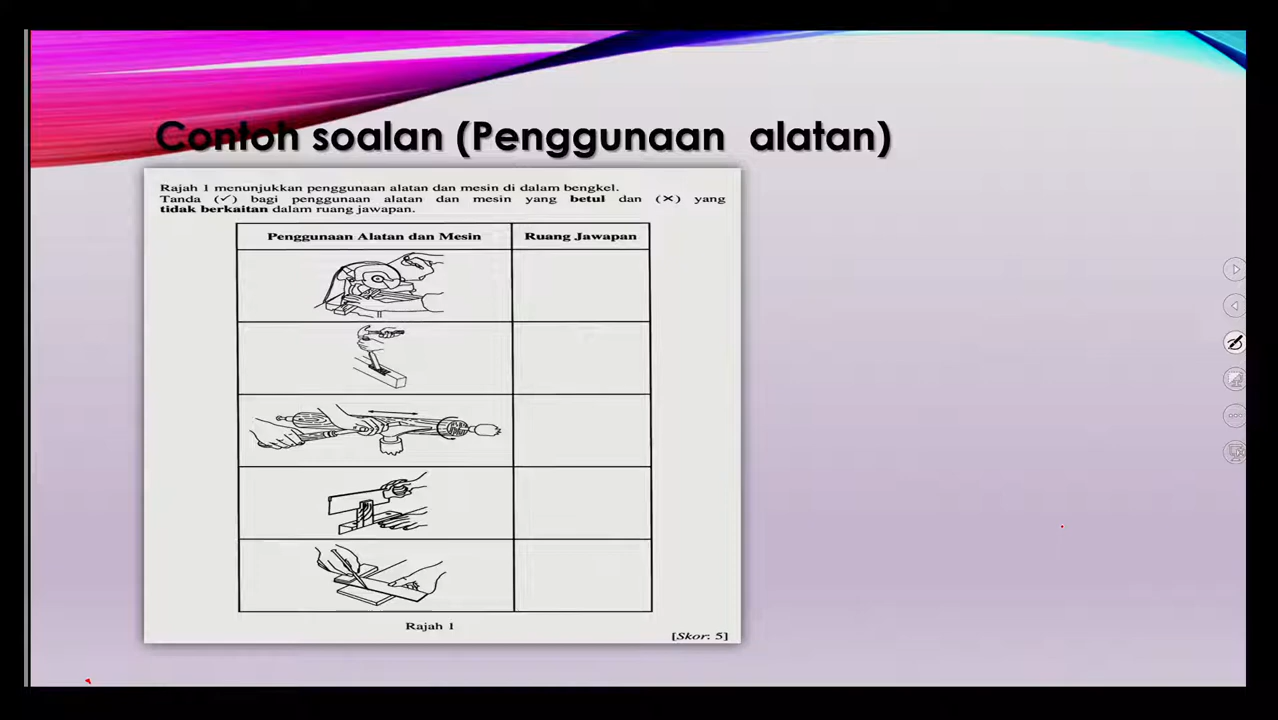 Contoh soalan (Penggunaan alatan)
Rajah 1 menunjukkan penggunaan alatan dan mesin di dalam bengkel.
Tanda (✓) bagi penggunaan alatan dan mesin yang betul dan (✕) yang
tidak berkaitan dalam ruang jawapan.
Penggunaan Alatan dan Mesin
Ruang Jawapan
Rajah 1
[Skor: 5]